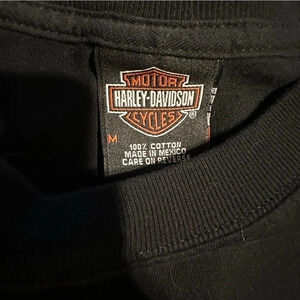 MOTOR
HARLEY-DAVIDSON
CYCLES
®
M
100% COTTON
MADE IN MEXICO
CARE ON REVERSE